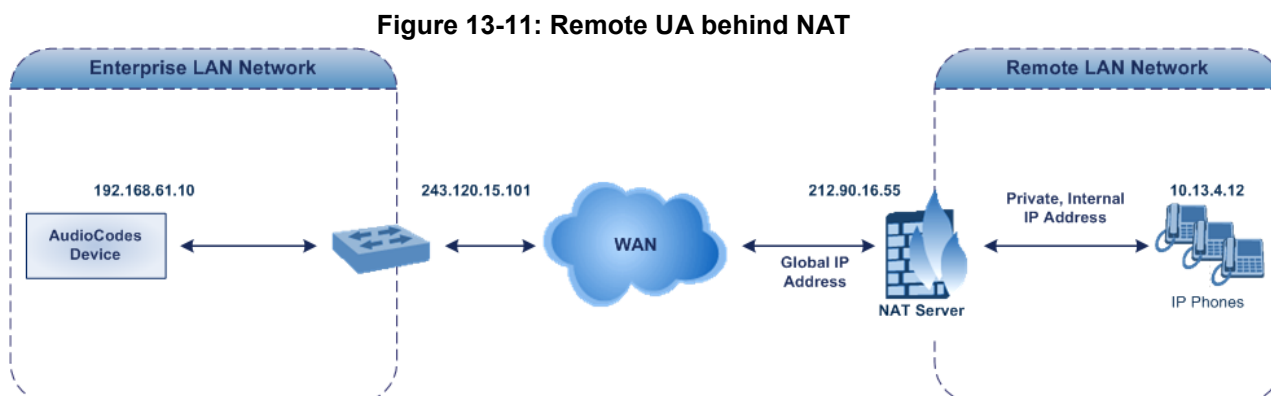 Figure 13-11: Remote UA behind NAT
Enterprise LAN Network
Remote LAN Network
192.168.61.10
243.120.15.101
212.90.16.55
Private, Internal
IP Address
10.13.4.12
AudioCodes
Device
WAN
Global IP
Address
NAT Server
IP Phones